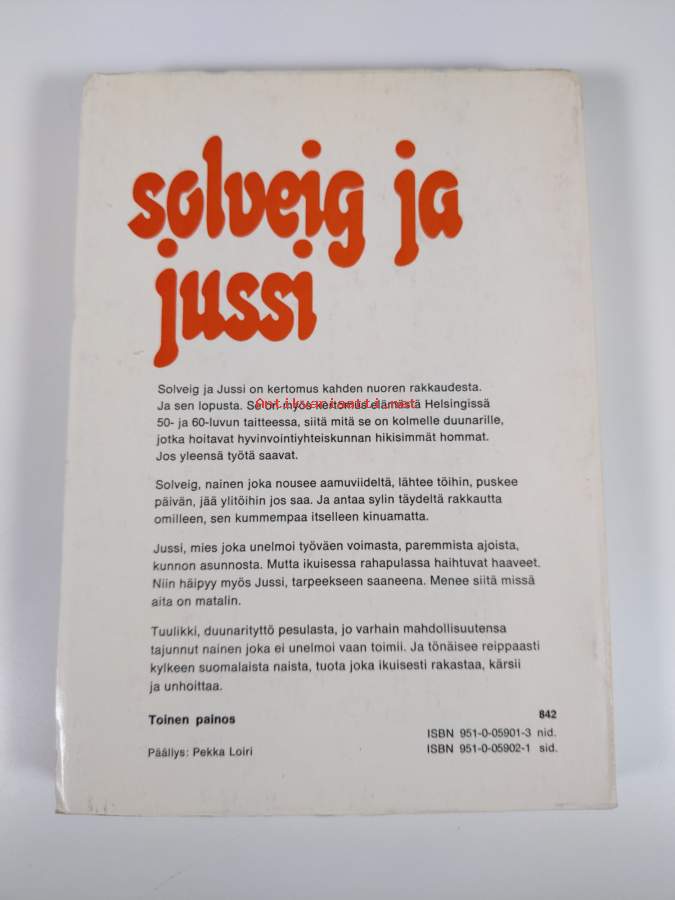 solveig ja
jussi
Solveig ja Jussi on kertomus kahden nuoren rakkaudesta.
Ja sen lopusta. Se on myös kertomus elämästä Helsingissä
Antikvariaatti.net
50- ja 60-luvun taitteessa, siitä mitä se on kolmelle duunarille,
jotka hoitavat hyvinvointiyhteiskunnan hikisimmät hommat.
Jos yleensä työtä saavat.
Solveig, nainen joka nousee aamuviideltä, lähtee töihin, puskee
päivän, jää ylitöihin jos saa. Ja antaa sylin täydeltä rakkautta
omilleen, sen kummempaa itselleen kinuamatta.
Jussi, mies joka unelmoi työväen voimasta, paremmista ajoista,
kunnon asunnosta. Mutta ikuisessa rahapulassa haihtuvat haaveet.
Niin häipyy myös Jussi, tarpeekseen saaneena. Menee siitä missä
aita on matalin.
Tuulikki, duunarityttö pesulasta, jo varhain mahdollisuutensa
tajunnut nainen joka ei unelmoi vaan toimii. Ja tönäisee reippaasti
kylkeen suomalaista naista, tuota joka ikuisesti rakastaa, kärsii
ja unhoittaa.
Toinen painos
842
ISBN 951-0-05901-3 nid.
Päällys: Pekka Loiri
ISBN 951-0-05902-1 sid.